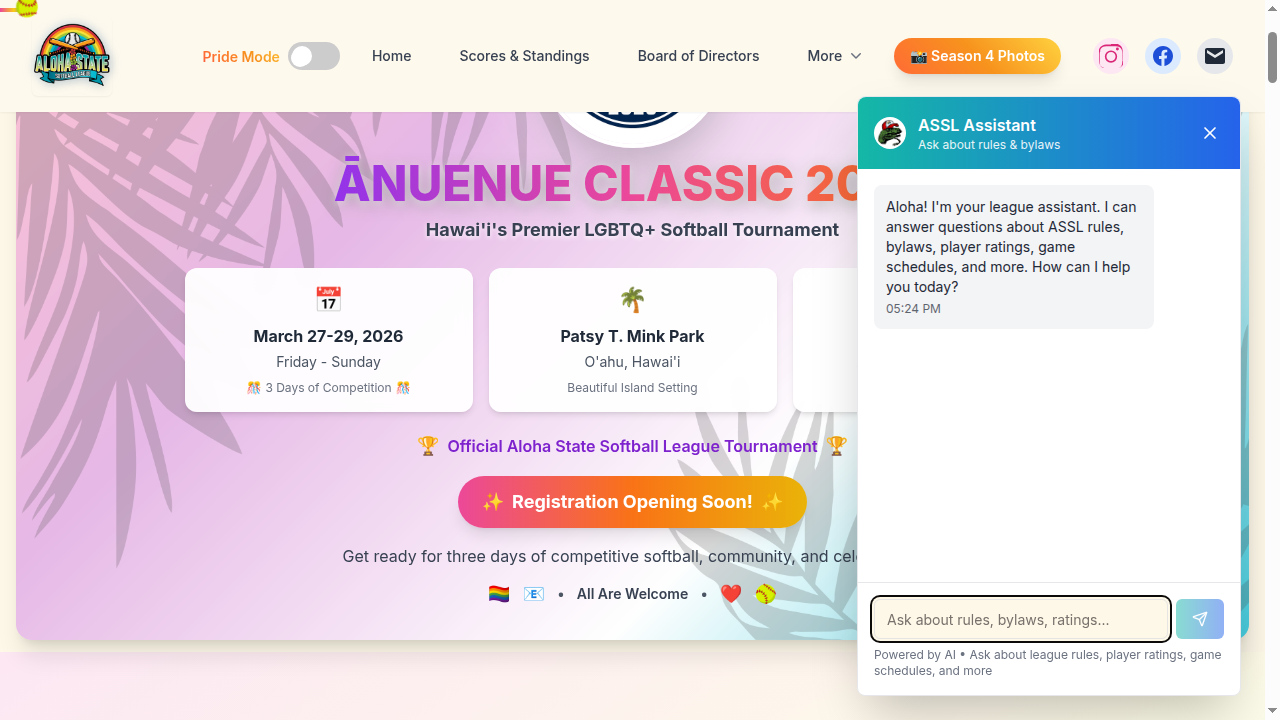 ALOHA STATE
Pride Mode
Home
Scores & Standings
Board of Directors
More
📸 Season 4 Photos
ĀNUENUE CLASSIC 20
Hawai'i's Premier LGBTQ+ Softball Tournament
📅
March 27-29, 2026
Friday - Sunday
🎊 3 Days of Competition 🎊
🌴
Patsy T. Mink Park
O'ahu, Hawai'i
Beautiful Island Setting
🏆 Official Aloha State Softball League Tournament 🏆
✨ Registration Opening Soon! ✨
Get ready for three days of competitive softball, community, and cele
🏳️‍🌈 📧 • All Are Welcome • ❤️ 🥎
ASSL Assistant
Ask about rules & bylaws
Aloha! I'm your league assistant. I can
answer questions about ASSL rules,
bylaws, player ratings, game
schedules, and more. How can I help
you today?
05:24 PM
Ask about rules, bylaws, ratings...
Powered by AI • Ask about league rules, player ratings, game
schedules, and more